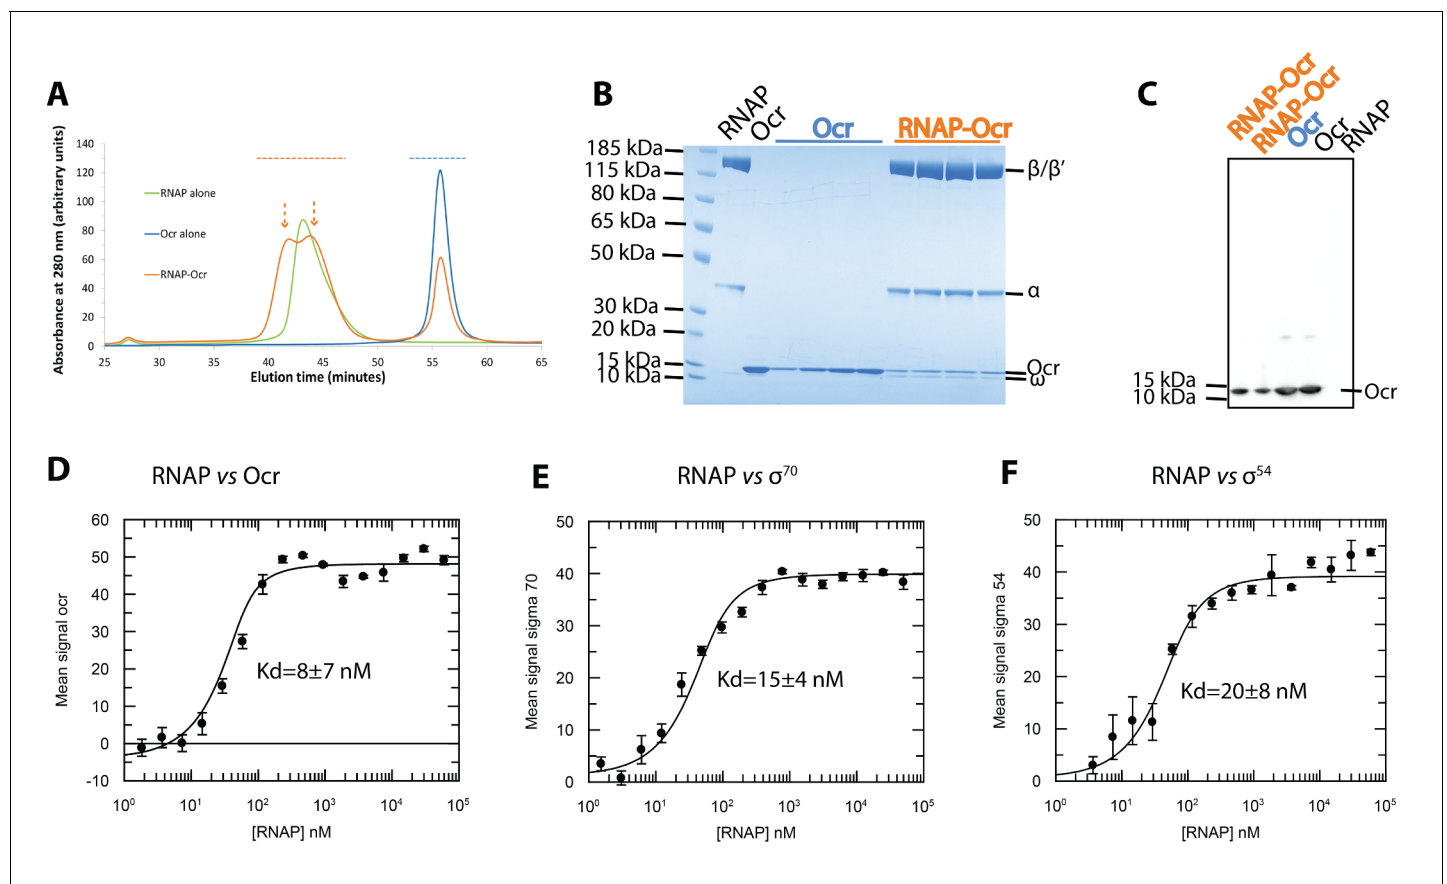 A
Absorbance at 280 nm (arbitrary units)
140
120
100
80
60
40
20
0
RNAP alone
Ocr alone
RNAP-Ocr
25 30 35 40 45 50 55 60 65
Elution time (minutes)
B
RNAP
Ocr
Ocr
RNAP-Ocr
185 kDa
115 kDa
80 kDa
65 kDa
50 kDa
30 kDa
20 kDa
15 kDa
10 kDa
β/β′
α
Ocr
ω
C
RNAP-Ocr
RNAP-Ocr
Ocr
Ocr
RNAP
15 kDa
10 kDa
Ocr
D
RNAP vs Ocr
Mean signal ocr
60
50
40
30
20
10
0
-10
Kd=8±7 nM
10⁰ 10¹ 10² 10³ 10⁴ 10⁵
[RNAP] nM
E
RNAP vs σ⁷⁰
Mean signal sigma 70
50
40
30
20
10
0
Kd=15±4 nM
10⁰ 10¹ 10² 10³ 10⁴ 10⁵
[RNAP] nM
F
RNAP vs σ⁵⁴
Mean signal sigma 54
50
40
30
20
10
0
Kd=20±8 nM
10⁰ 10¹ 10² 10³ 10⁴ 10⁵
[RNAP] nM